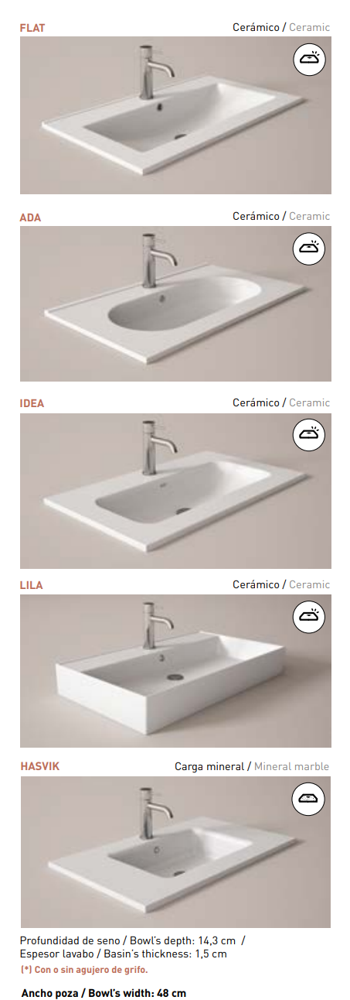 FLAT Cerámico / Ceramic
ADA Cerámico / Ceramic
IDEA Cerámico / Ceramic
LILA Cerámico / Ceramic
HASVIK Carga mineral / Mineral marble
Profundidad de seno / Bowl's depth: 14,3 cm /
Espesor lavabo / Basin's thickness: 1,5 cm
(*) Con o sin agujero de grifo.
Ancho poza / Bowl's width: 48 cm